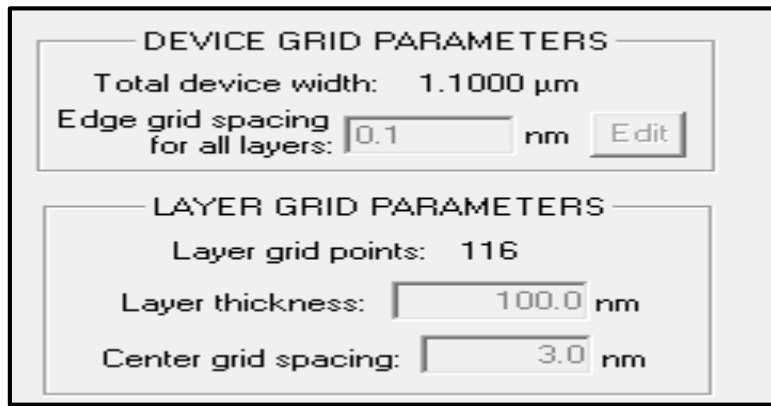 DEVICE GRID PARAMETERS
Total device width: 1.1000 µm
Edge grid spacing
for all layers: 0.1 nm Edit
LAYER GRID PARAMETERS
Layer grid points: 116
Layer thickness: 100.0 nm
Center grid spacing: 3.0 nm